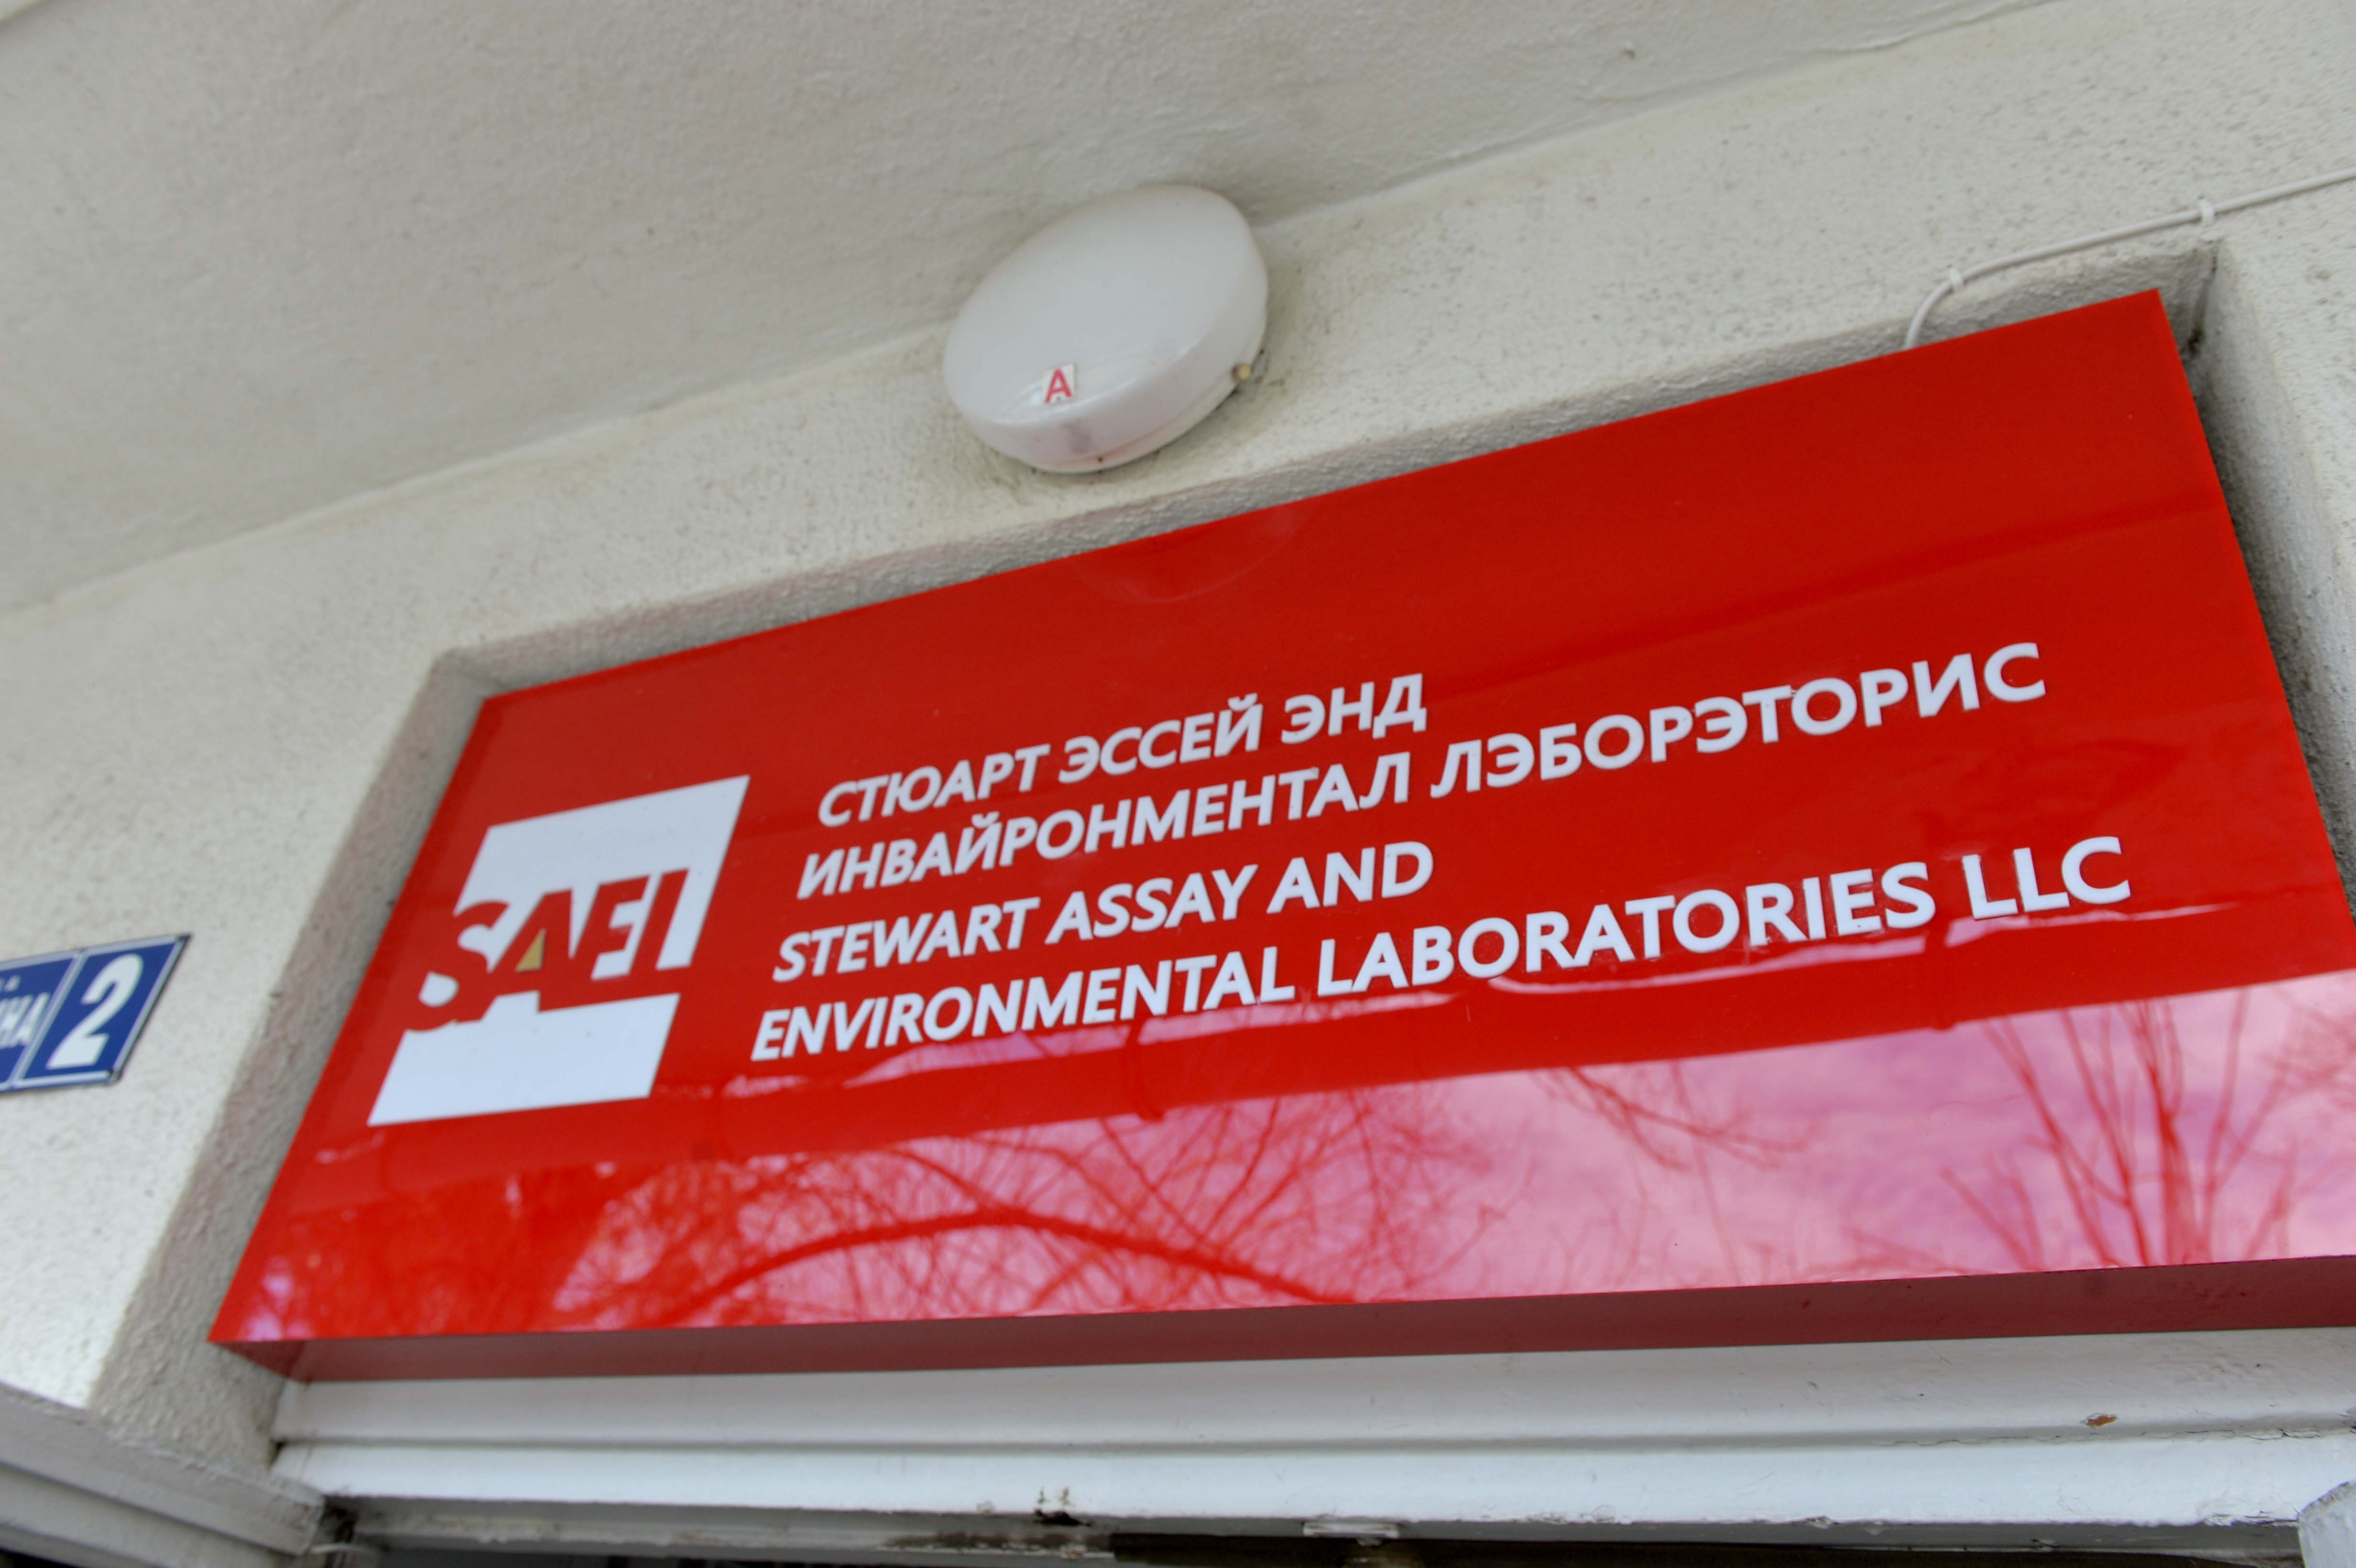 А
СТЮАРТ ЭССЕЙ ЭНД
ИНВАЙРОНМЕНТАЛ ЛЭБОРЭТОРИС
STEWART ASSAY AND
ENVIRONMENTAL LABORATORIES LLC
SAEL
2